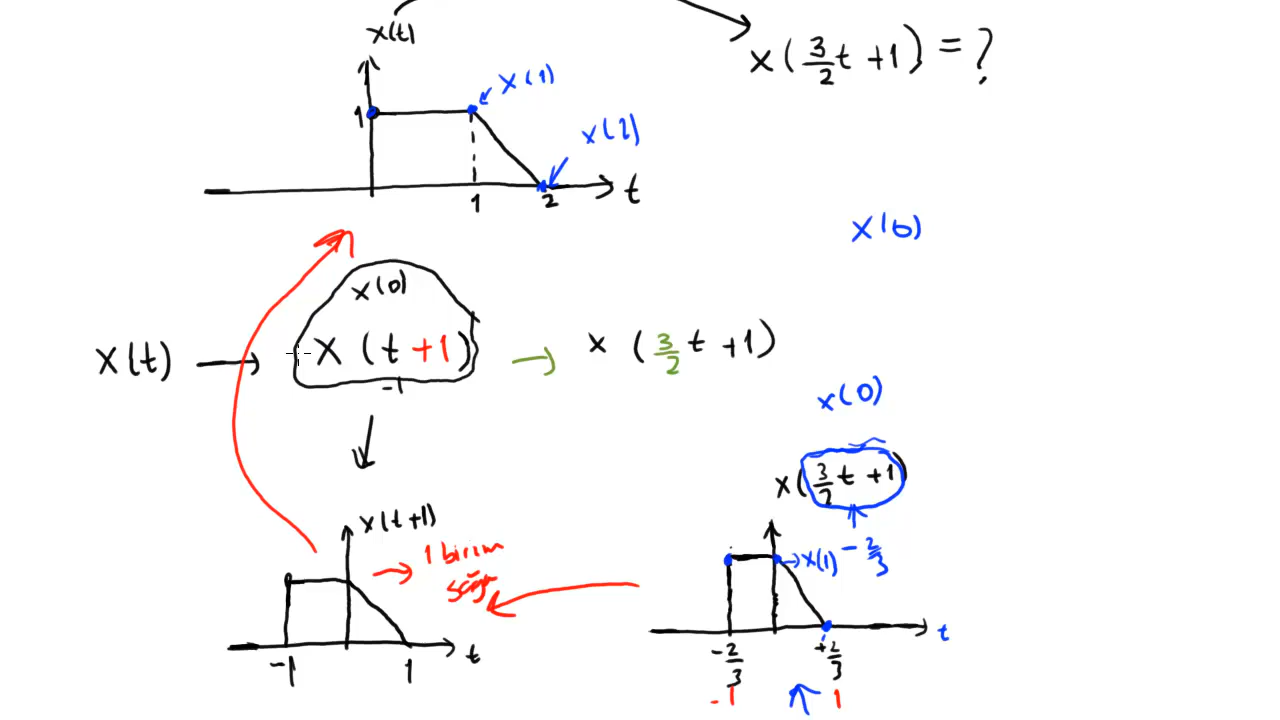 x(t)
x(3/2 t + 1) = ?
1
x(1)
x(2)
1
2
t
x(0)
x(0)
x(t) → x(t + 1) → x(3/2 t + 1)
-1
x(0)
x(3/2 t + 1)
x(t+1)
1 birim
sağa
→ x(1)
-2/3
-1
1
t
-2/3
+2/3
t
-1
1